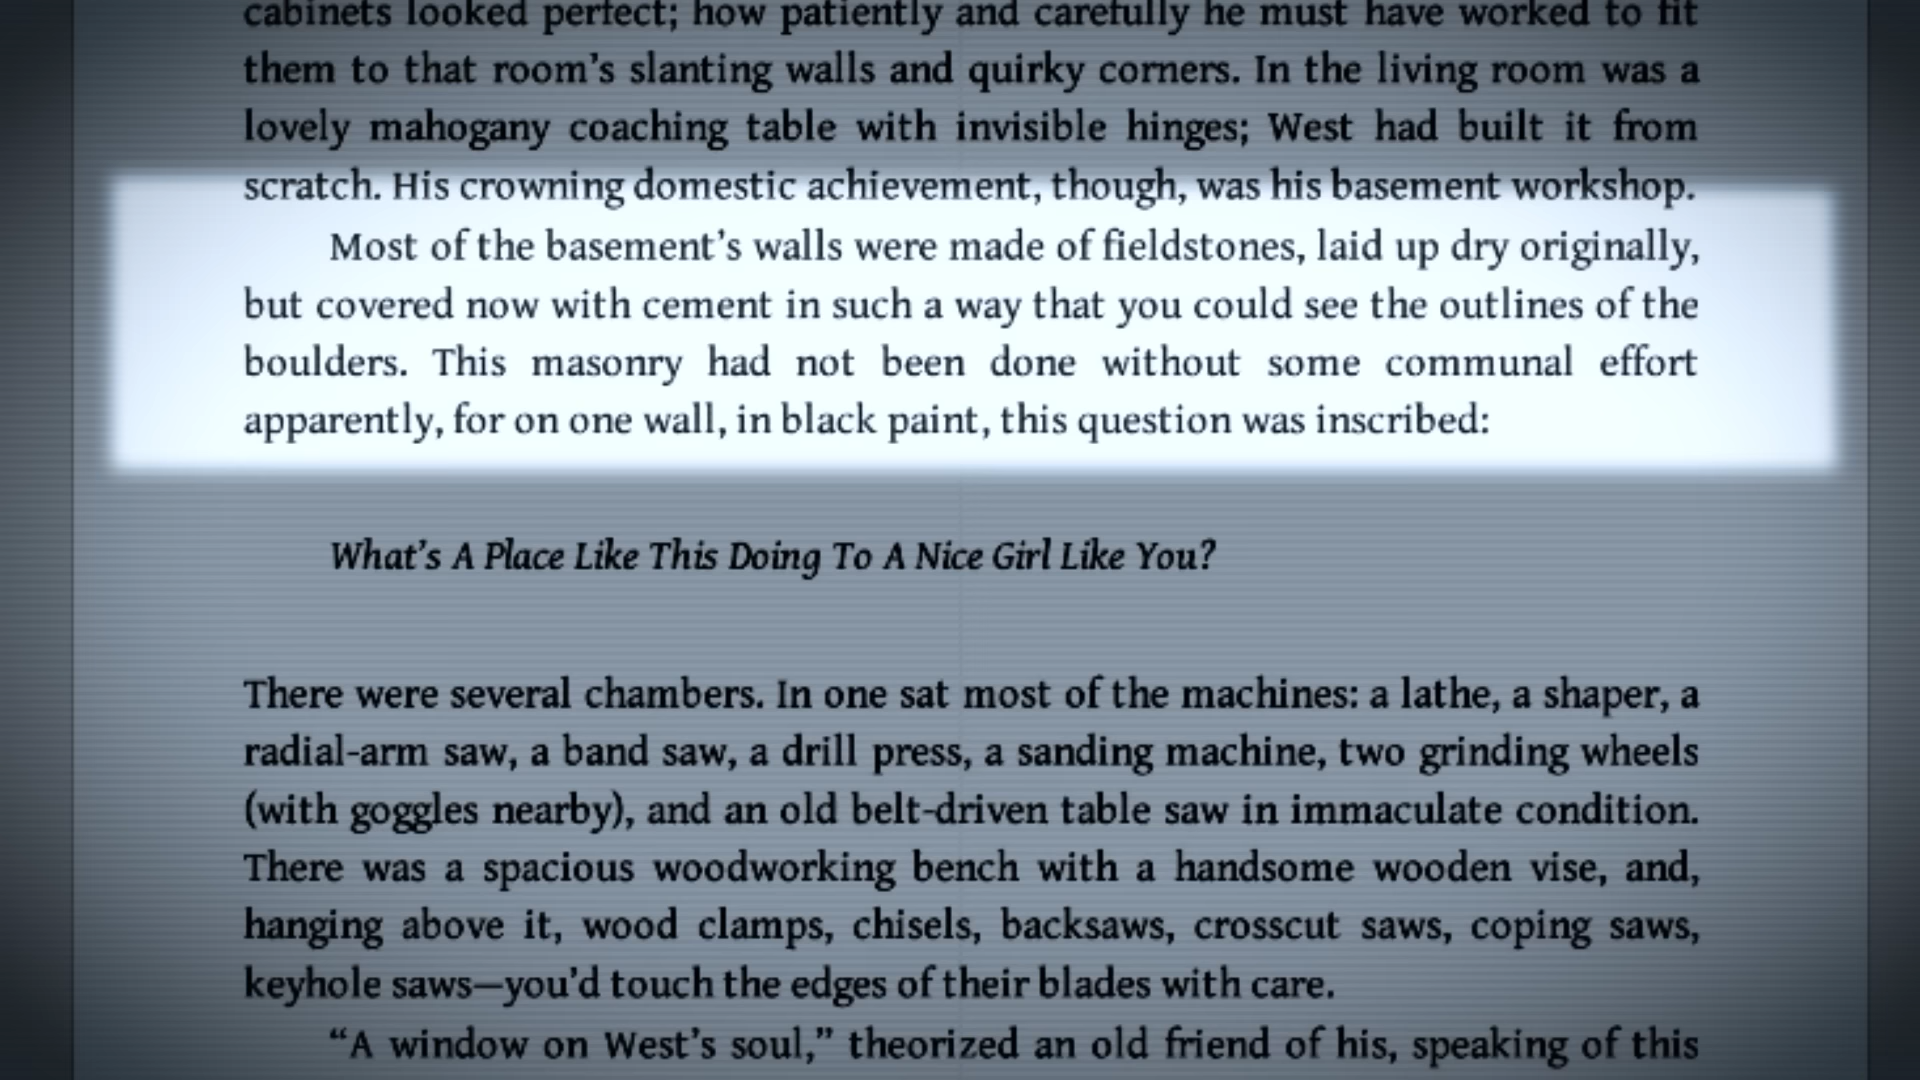 cabinets looked perfect; how patiently and carefully he must have worked to fit
them to that room’s slanting walls and quirky corners. In the living room was a
lovely mahogany coaching table with invisible hinges; West had built it from
scratch. His crowning domestic achievement, though, was his basement workshop.
Most of the basement’s walls were made of fieldstones, laid up dry originally,
but covered now with cement in such a way that you could see the outlines of the
boulders. This masonry had not been done without some communal effort
apparently, for on one wall, in black paint, this question was inscribed:
What’s A Place Like This Doing To A Nice Girl Like You?
There were several chambers. In one sat most of the machines: a lathe, a shaper, a
radial-arm saw, a band saw, a drill press, a sanding machine, two grinding wheels
(with goggles nearby), and an old belt-driven table saw in immaculate condition.
There was a spacious woodworking bench with a handsome wooden vise, and,
hanging above it, wood clamps, chisels, backsaws, crosscut saws, coping saws,
keyhole saws—you’d touch the edges of their blades with care.
“A window on West’s soul,” theorized an old friend of his, speaking of this